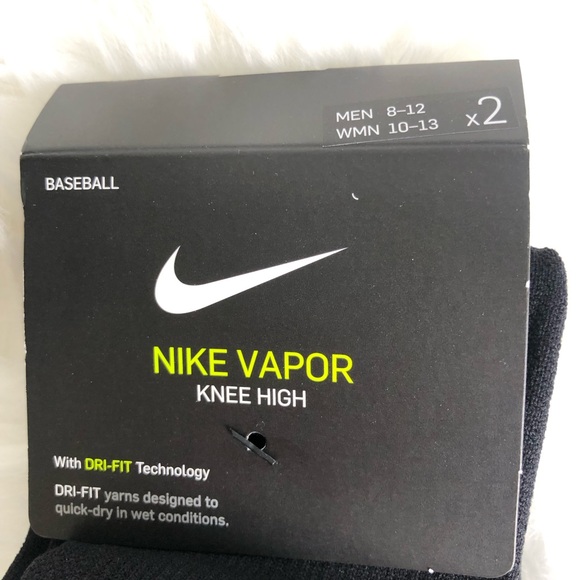 MEN 8–12
WMN 10–13
x2
BASEBALL
NIKE VAPOR
KNEE HIGH
With DRI-FIT Technology
DRI-FIT yarns designed to
quick-dry in wet conditions.